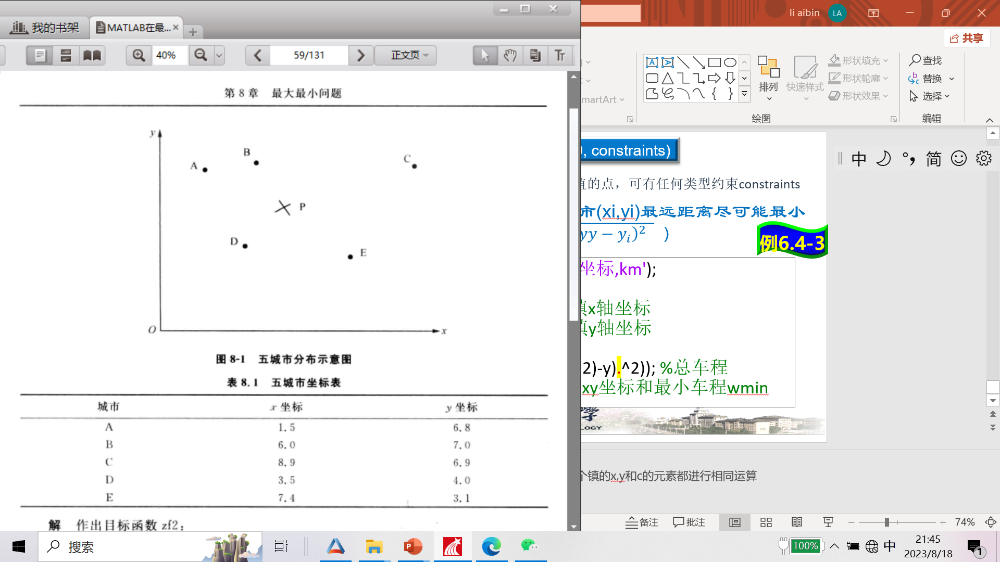 我的书架
MATLAB在最...
40%
59/131
正文页
第 8 章 最大最小问题
y
A
B
C
P
D
E
O
x
图 8-1 五城市分布示意图
表 8.1 五城市坐标表
城市 x 坐标 y 坐标
A 1.5 6.8
B 6.0 7.0
C 8.9 6.9
D 3.5 4.0
E 7.4 3.1
解 作出目标函数 zf2:
li aibin
LA
共享
martArt
排列
快速样式
形状填充
形状轮廓
形状效果
绘图
查找
替换
选择
编辑
, constraints)
中 简
值的点，可有任何类型约束constraints
市(xi,yi)最远距离尽可能最小
yy − y_i)^2 )
例6.4-3
坐标,km');
镇x轴坐标
镇y轴坐标
2)-y).^2)); %总车程
xy坐标和最小车程wmin
学
LOGY
个镇的x,y和c的元素都进行相同运算
备注
批注
74%
搜索
100%
中
21:45
2023/8/18
1